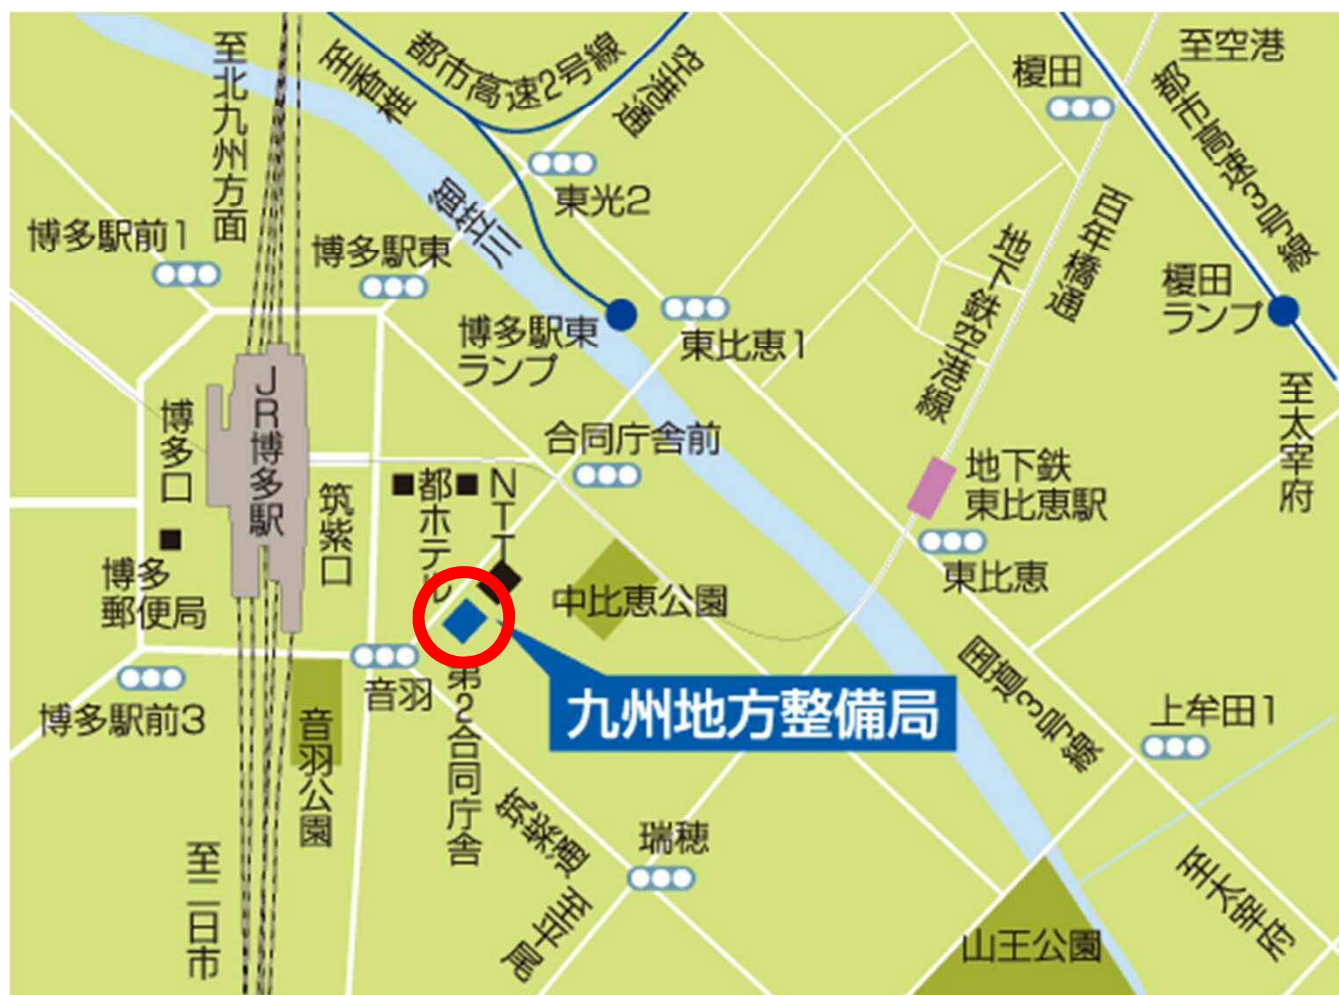 至北九州方面
至香椎
都市高速2号線
空港通
榎田
至空港
都市高速3号線
東光2
御笠川
百年橋通
地下鉄空港線
博多駅前1
博多駅東
榎田
ランプ
博多駅東
ランプ
東比恵1
至太宰府
JR博多駅
博多口
筑紫口
都ホテル
NTT
合同庁舎前
地下鉄
東比恵駅
東比恵
博多
郵便局
中比恵公園
国道3号線
音羽
第2合同庁舎
九州地方整備局
博多駅前3
音羽公園
上牟田1
筑紫通
瑞穂
至二日市
至平尾
至太宰府
山王公園